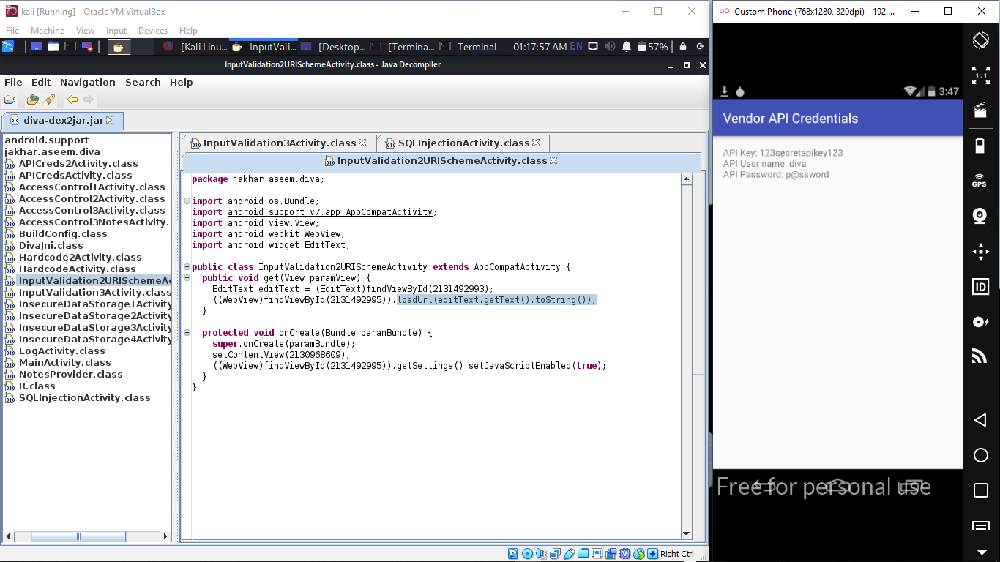 kali [Running] - Oracle VM VirtualBox
File Machine View Input Devices Help
[Kali Linu... InputVali... [Desktop... [Termina... Terminal - 01:17:57 AM EN 57%
InputValidation2URISchemeActivity.class - Java Decompiler
File Edit Navigation Search Help
diva-dex2jar.jar
android.support
jakhar.aseem.diva
APICreds2Activity.class
APICredsActivity.class
AccessControl1Activity.class
AccessControl2Activity.class
AccessControl3Activity.class
AccessControl3NotesActivity.
BuildConfig.class
DivaJni.class
Hardcode2Activity.class
HardcodeActivity.class
InputValidation2URISchemeAc
InputValidation3Activity.class
InsecureDataStorage1Activity
InsecureDataStorage2Activity
InsecureDataStorage3Activity
InsecureDataStorage4Activity
LogActivity.class
MainActivity.class
NotesProvider.class
R.class
SQLInjectionActivity.class
InputValidation3Activity.class SQLInjectionActivity.class
InputValidation2URISchemeActivity.class
package jakhar.aseem.diva;
import android.os.Bundle;
import android.support.v7.app.AppCompatActivity;
import android.view.View;
import android.webkit.WebView;
import android.widget.EditText;
public class InputValidation2URISchemeActivity extends AppCompatActivity {
public void get(View paramView) {
EditText editText = (EditText)findViewById(2131492993);
((WebView)findViewById(2131492995)).loadUrl(editText.getText().toString());
}
protected void onCreate(Bundle paramBundle) {
super.onCreate(paramBundle);
setContentView(2130968609);
((WebView)findViewById(2131492995)).getSettings().setJavaScriptEnabled(true);
}
}
Right Ctrl
Custom Phone (768x1280, 320dpi) - 192....
3:47
Vendor API Credentials
API Key: 123secretapikey123
API User name: diva
API Password: p@ssword
Free for personal use
1:1
GPS
ID